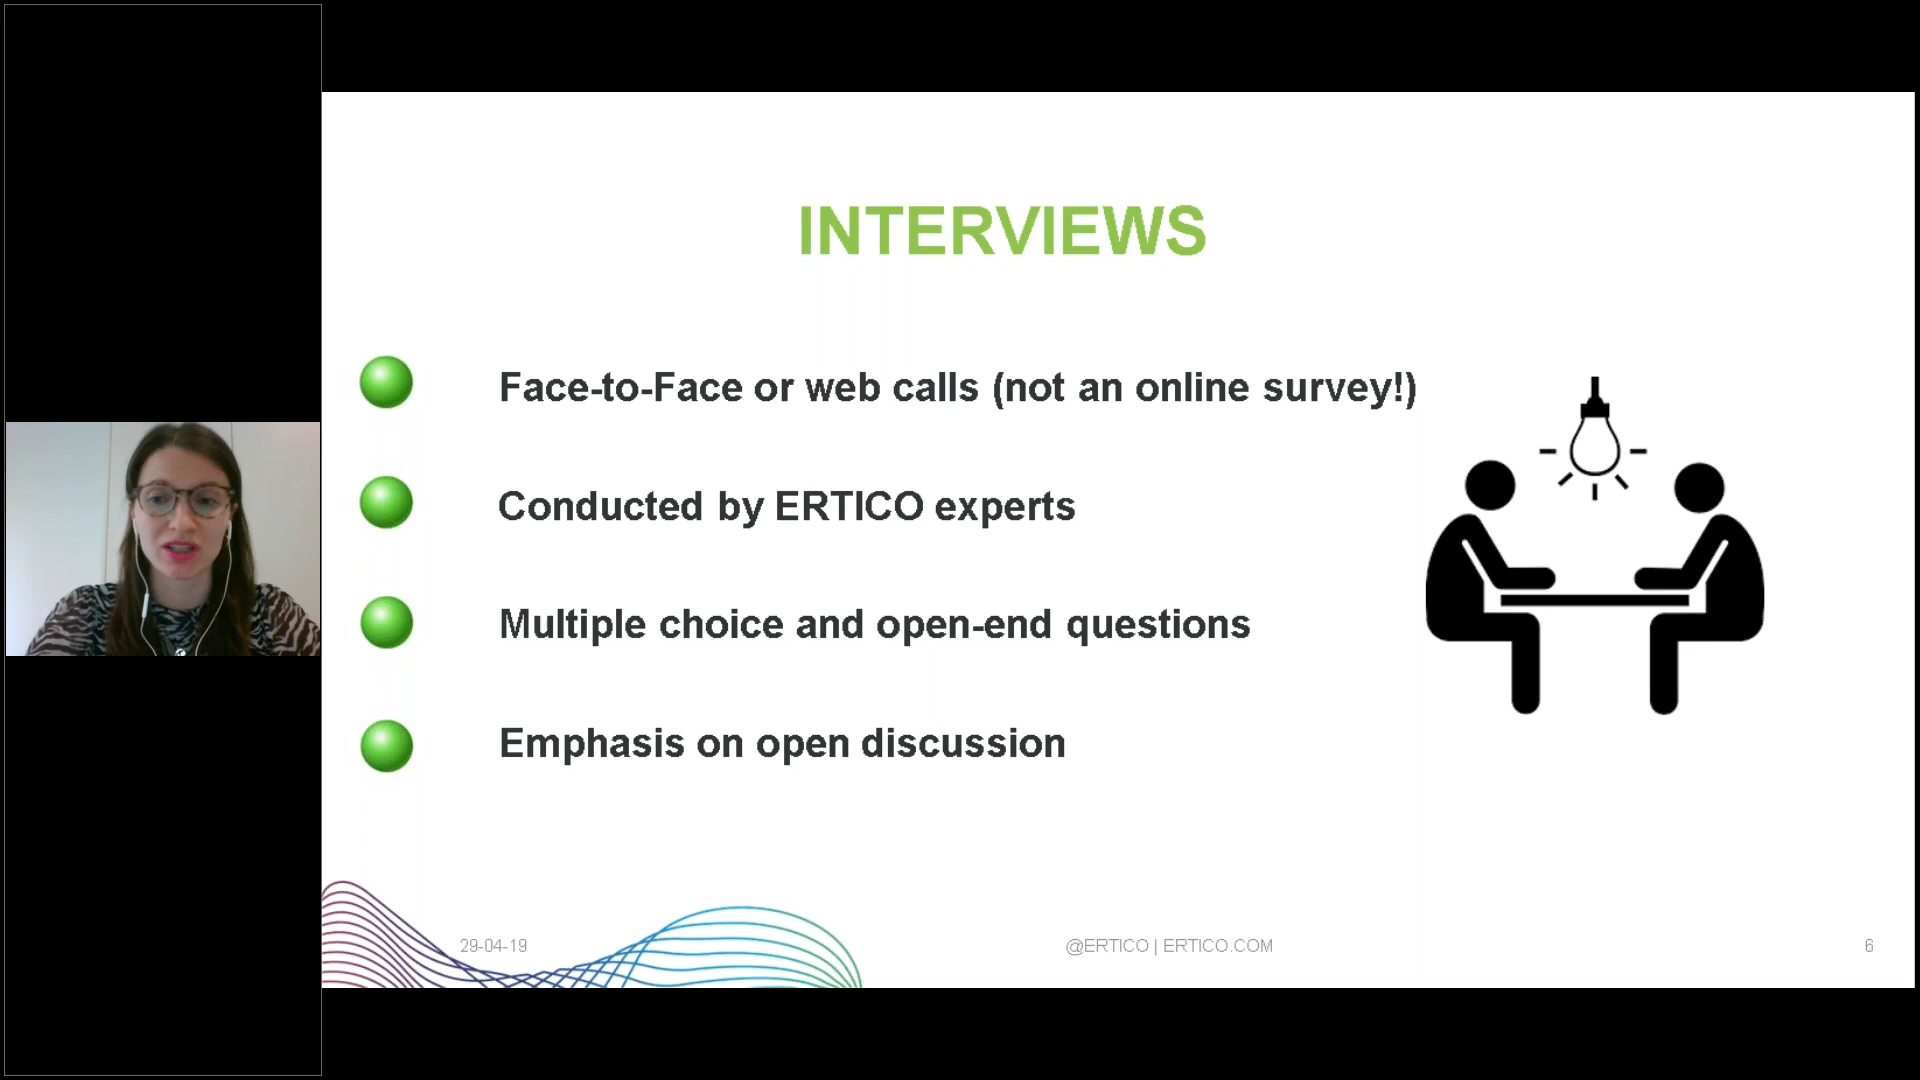 INTERVIEWS
Face-to-Face or web calls (not an online survey!)
Conducted by ERTICO experts
Multiple choice and open-end questions
Emphasis on open discussion
29-04-19
@ERTICO | ERTICO.COM
6